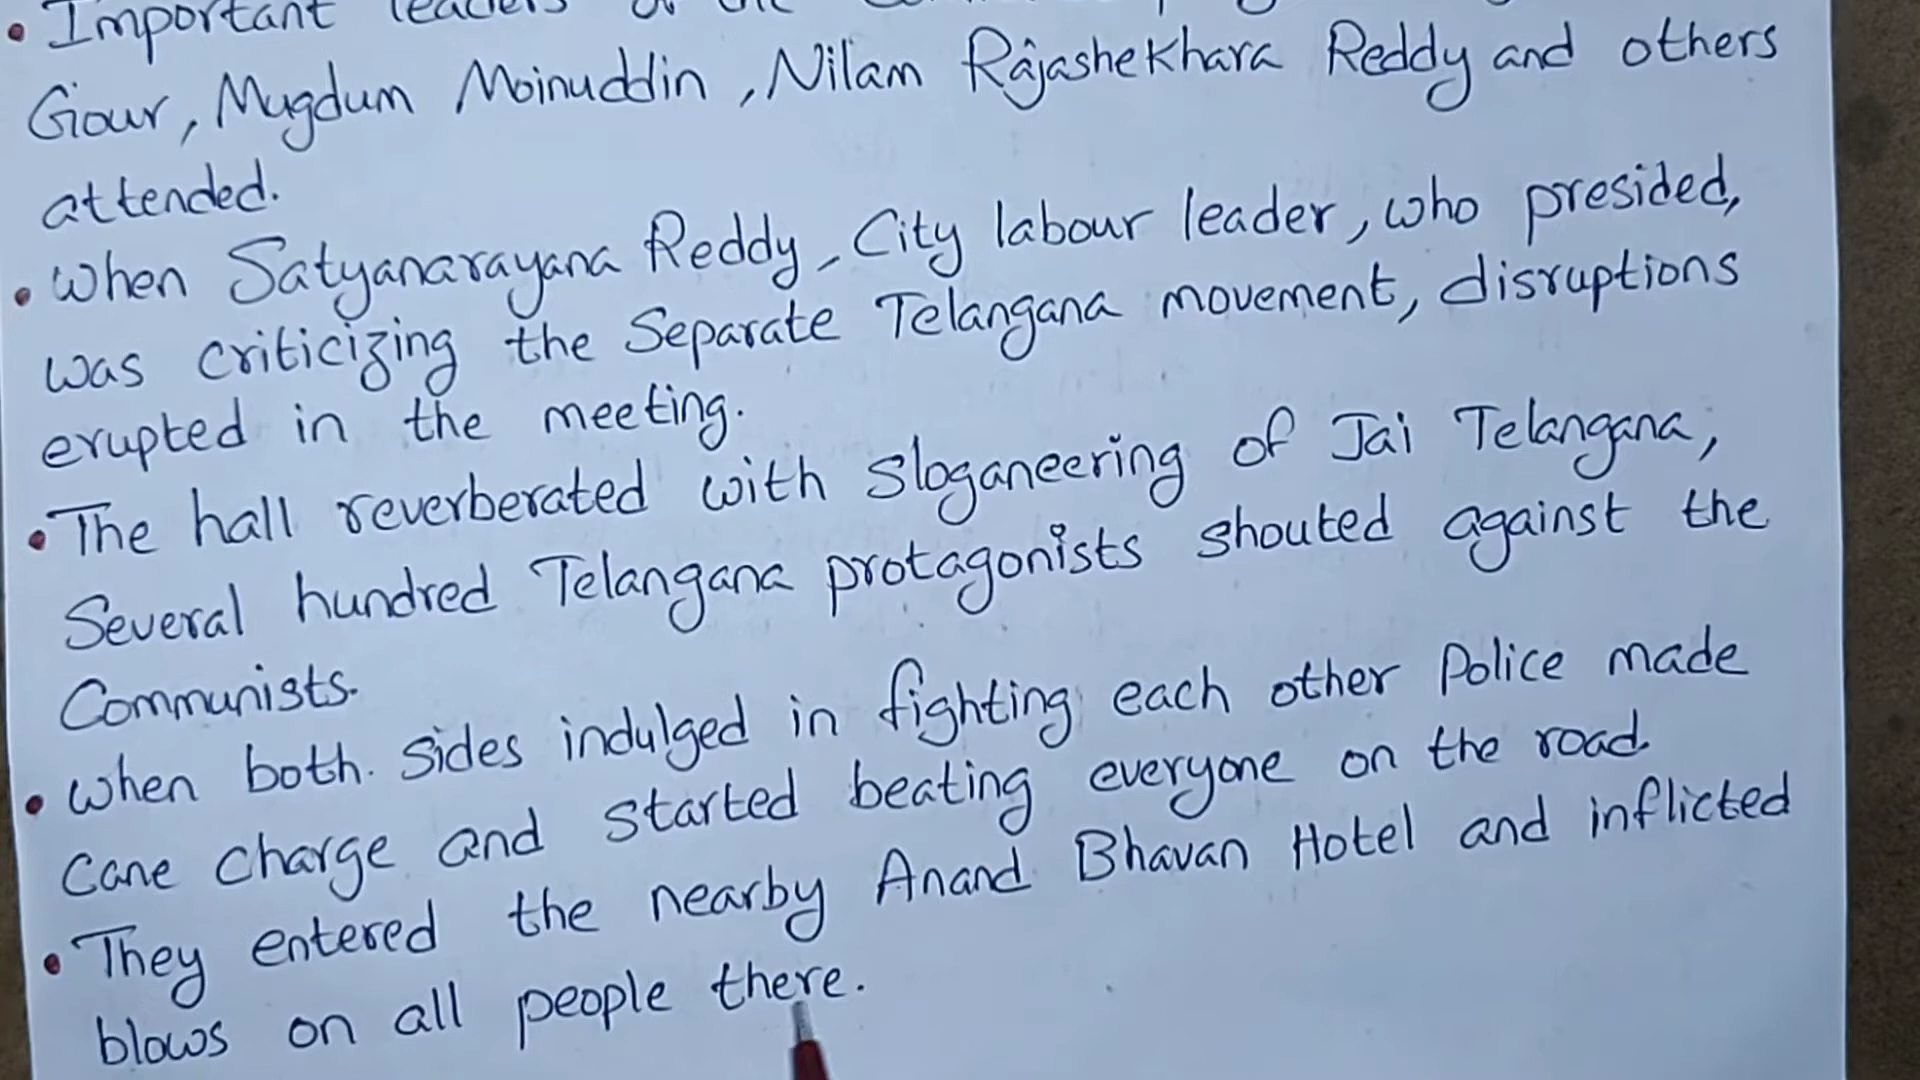 • Important leaders of the
Giour, Mugdum Moinuddin, Nilam Rajashekhara Reddy and others
attended.
• When Satyanarayana Reddy, City labour leader, who presided,
was criticizing the Separate Telangana movement, disruptions
erupted in the meeting.
• The hall reverberated with Sloganeering of Jai Telangana,
Several hundred Telangana protagonists shouted against the
Communists.
• When both. Sides indulged in fighting each other Police made
Cane Charge and started beating everyone on the road.
• They entered the nearby Anand Bhavan Hotel and inflicted
blows on all people there.